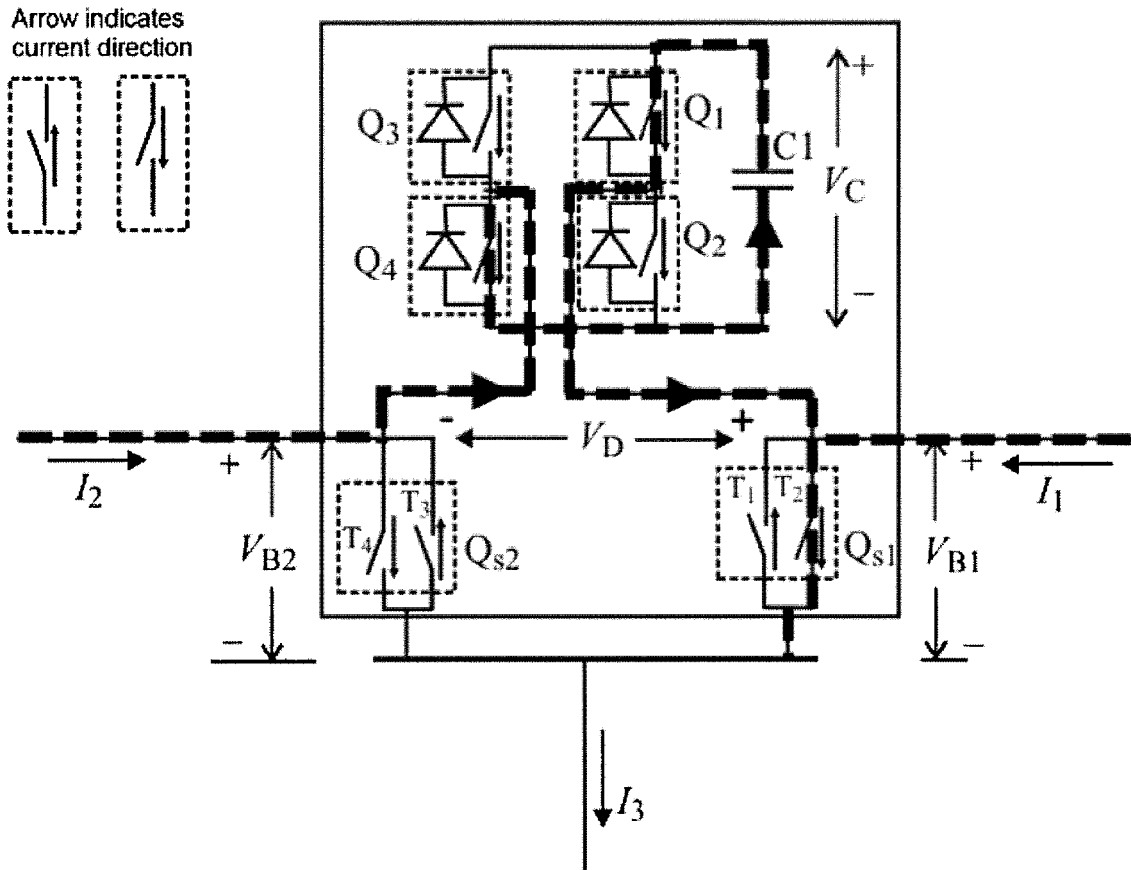 Arrow indicates
current direction
Q3
Q1
C1
VC
+
−
Q4
Q2
-
VD
+
I2
+
VB2
−
T4
T3
Qs2
T1
T2
Qs1
+
VB1
−
I1
I3